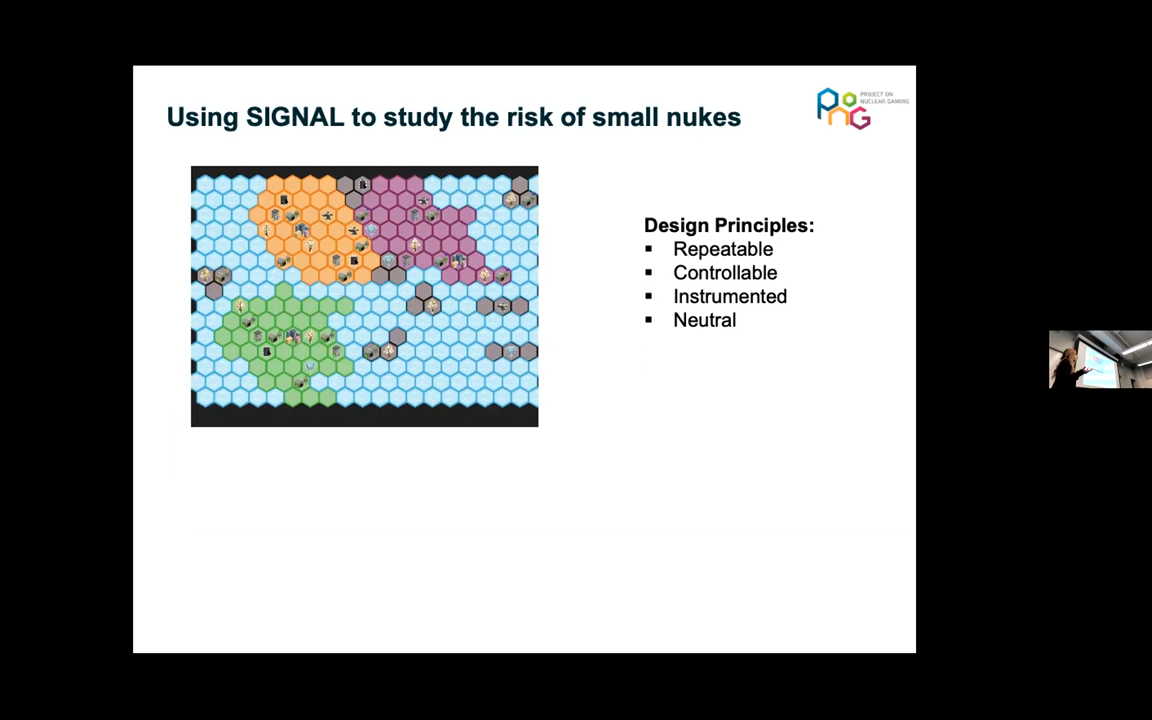 Using SIGNAL to study the risk of small nukes
PROJECT ON
NUCLEAR GAMING
Design Principles:
▪ Repeatable
▪ Controllable
▪ Instrumented
▪ Neutral